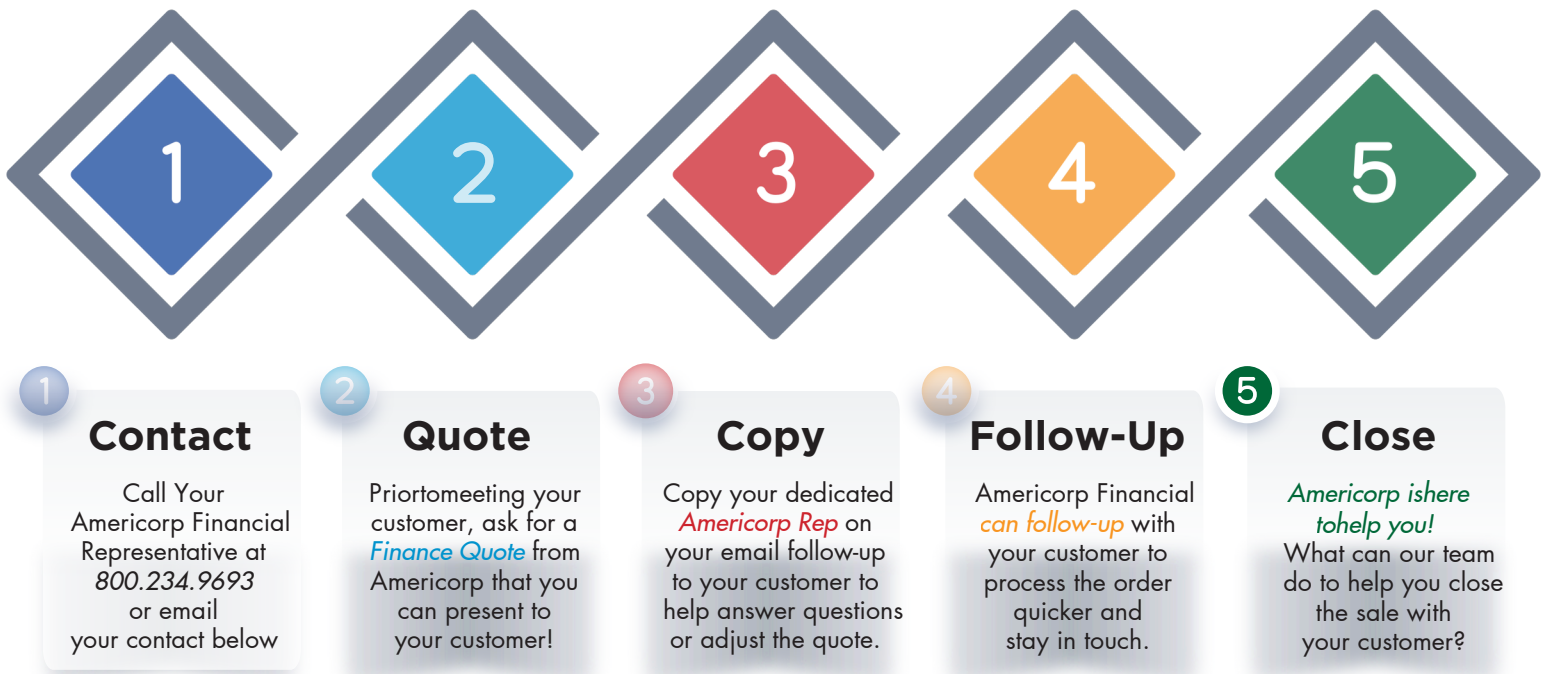 1
2
3
4
5
1
Contact
Call Your
Americorp Financial
Representative at
800.234.9693
or email
your contact below
2
Quote
Priortomeeting your
customer, ask for a
Finance Quote from
Americorp that you
can present to
your customer!
3
Copy
Copy your dedicated
Americorp Rep on
your email follow-up
to your customer to
help answer questions
or adjust the quote.
4
Follow-Up
Americorp Financial
can follow-up with
your customer to
process the order
quicker and
stay in touch.
5
Close
Americorp ishere
tohelp you!
What can our team
do to help you close
the sale with
your customer?